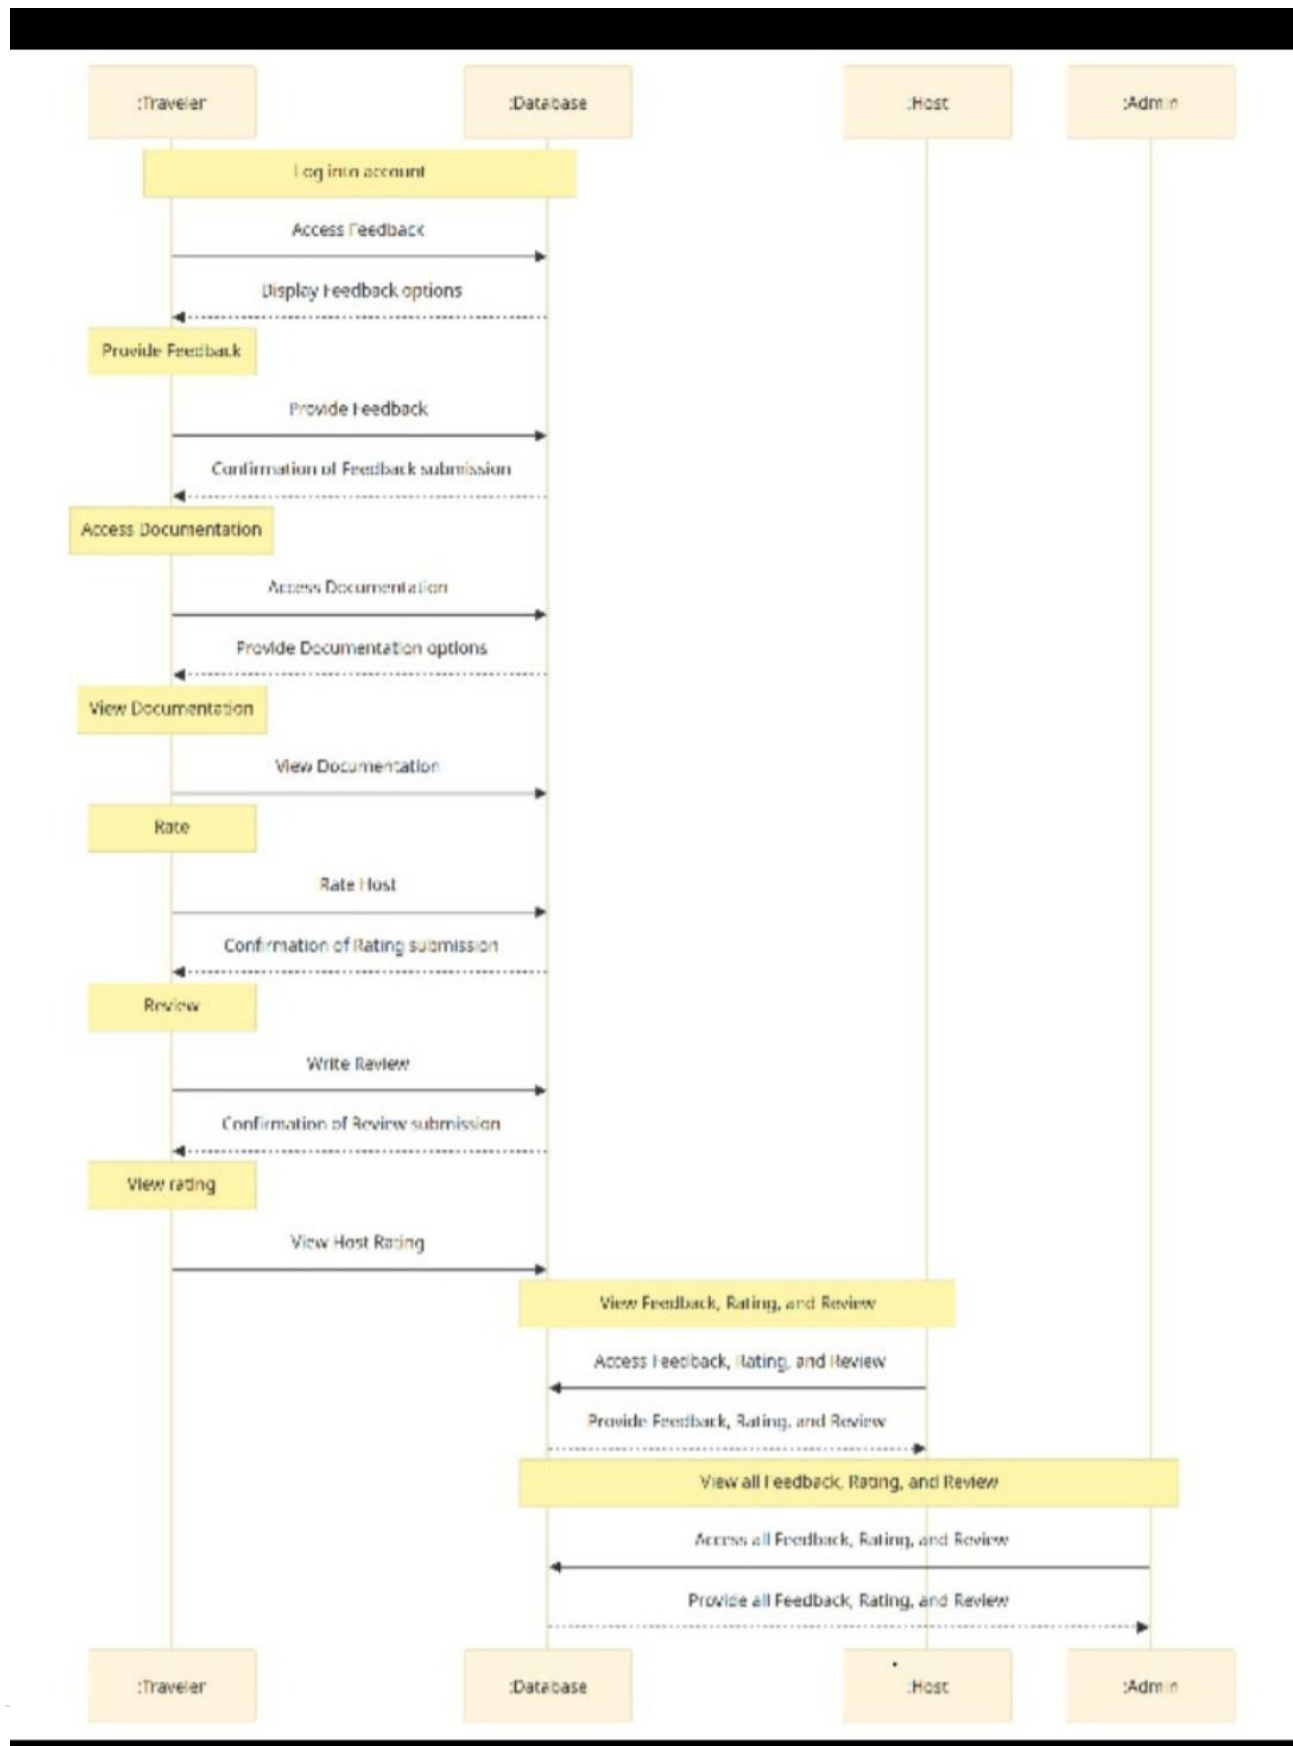 :Traveler
:Database
:Host
:Admin
Log into account
Access Feedback
Display Feedback options
Provide Feedback
Provide Feedback
Confirmation of Feedback submission
Access Documentation
Access Documentation
Provide Documentation options
View Documentation
View Documentation
Rate
Rate Host
Confirmation of Rating submission
Review
Write Review
Confirmation of Review submission
View rating
View Host Rating
View Feedback, Rating, and Review
Access Feedback, Rating, and Review
Provide Feedback, Rating, and Review
View all Feedback, Rating, and Review
Access all Feedback, Rating, and Review
Provide all Feedback, Rating, and Review
:Traveler
:Database
:Host
:Admin